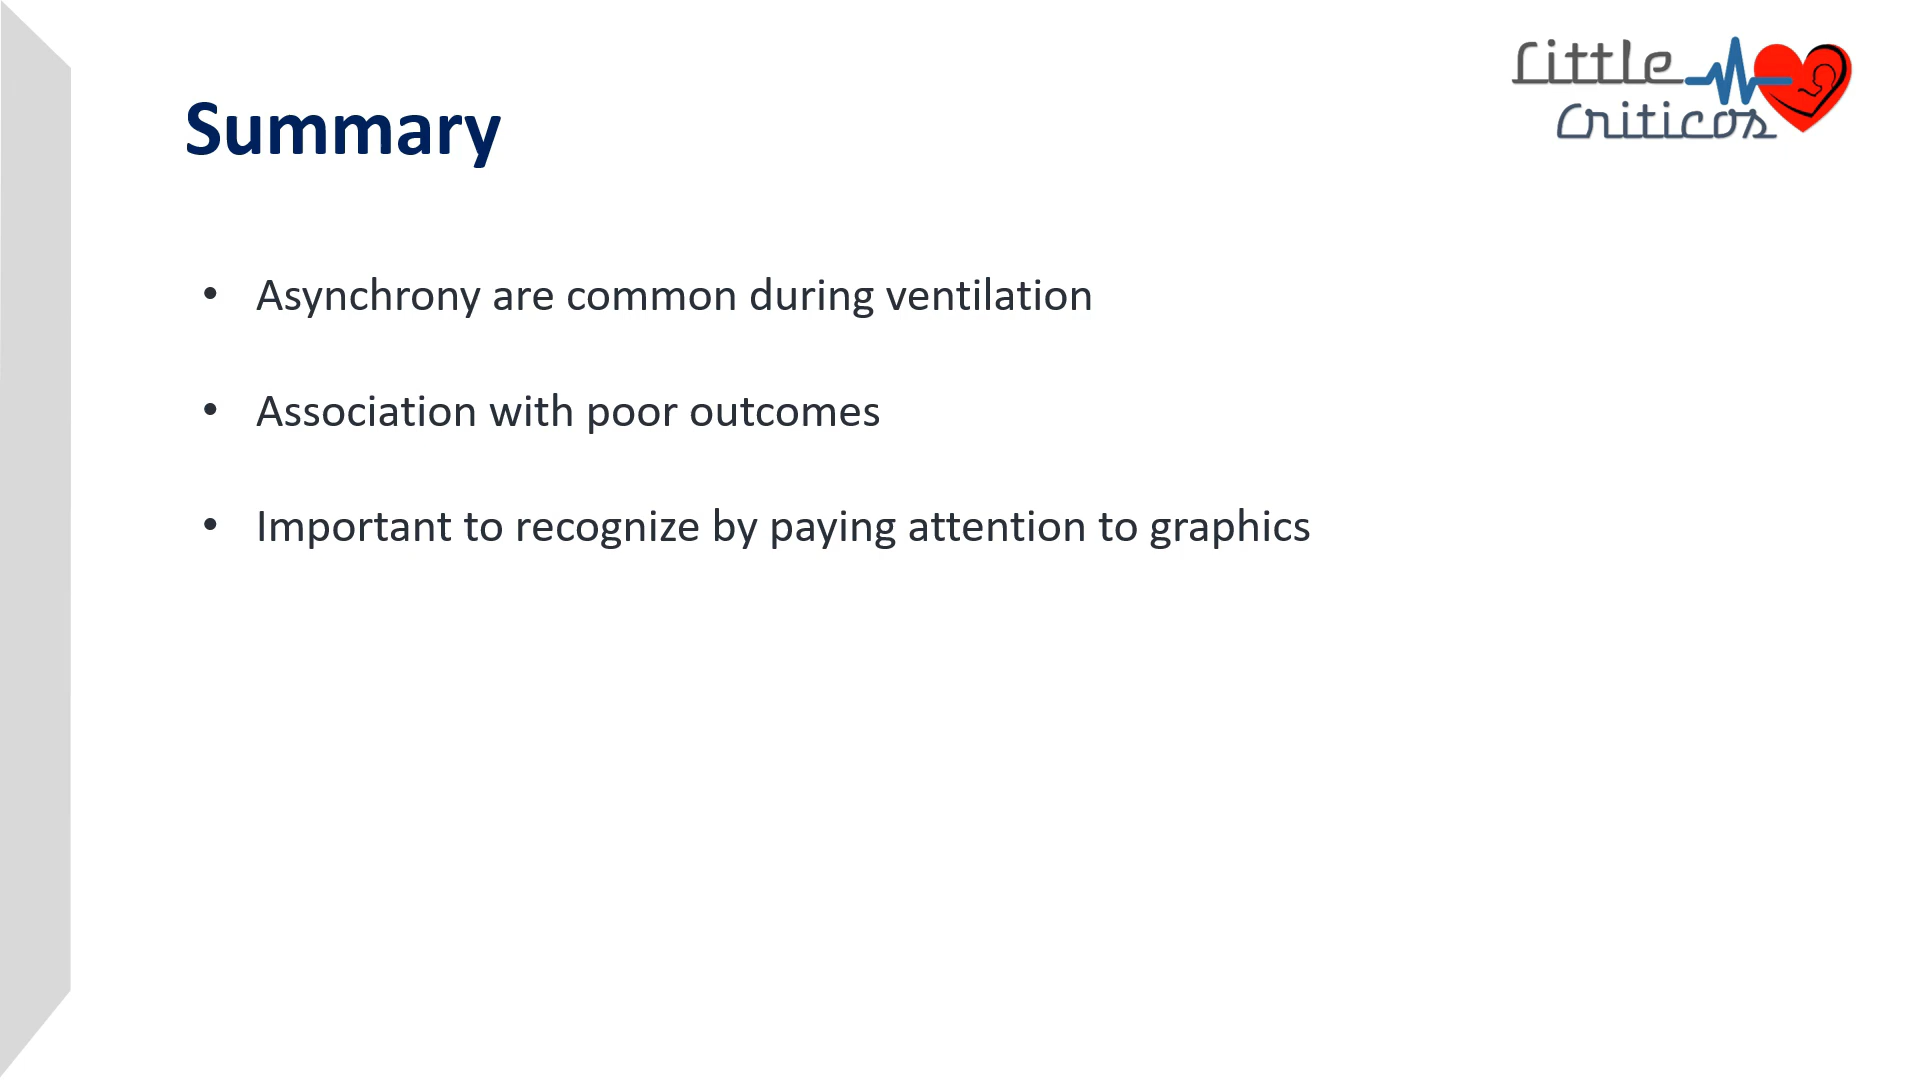 Little
Criticos
Summary
• Asynchrony are common during ventilation
• Association with poor outcomes
• Important to recognize by paying attention to graphics